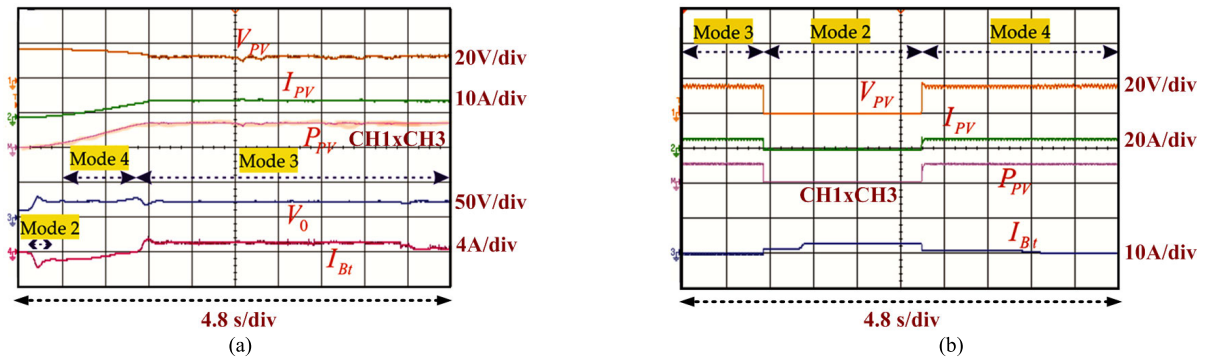 V_PV
20V/div
I_PV
10A/div
P_PV
CH1xCH3
Mode 4
Mode 3
50V/div
V_0
Mode 2
4A/div
I_Bt
4.8 s/div
(a)
Mode 3
Mode 2
Mode 4
V_PV
20V/div
I_PV
20A/div
P_PV
CH1xCH3
I_Bt
10A/div
4.8 s/div
(b)